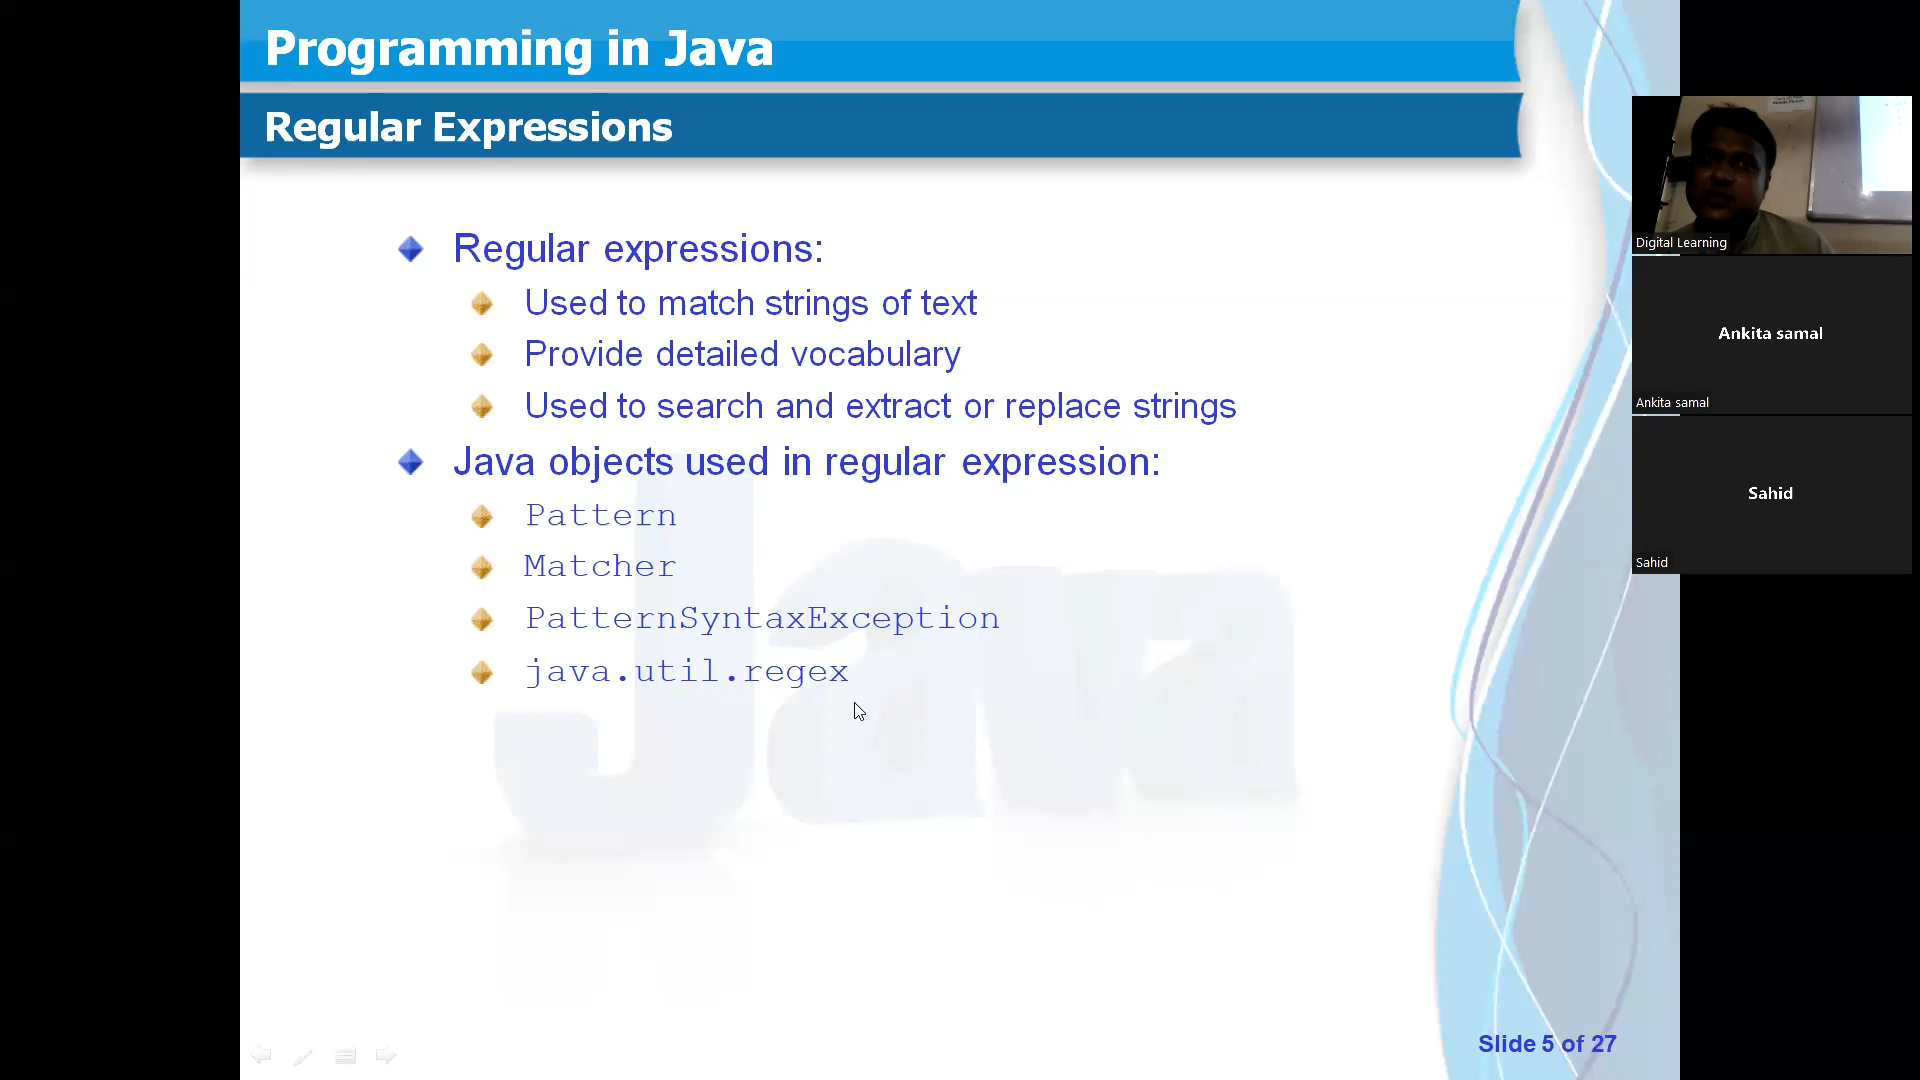 Programming in Java
Regular Expressions
Regular expressions:
Used to match strings of text
Provide detailed vocabulary
Used to search and extract or replace strings
Java objects used in regular expression:
Pattern
Matcher
PatternSyntaxException
java.util.regex
Slide 5 of 27
Digital Learning
Ankita samal
Ankita samal
Sahid
Sahid